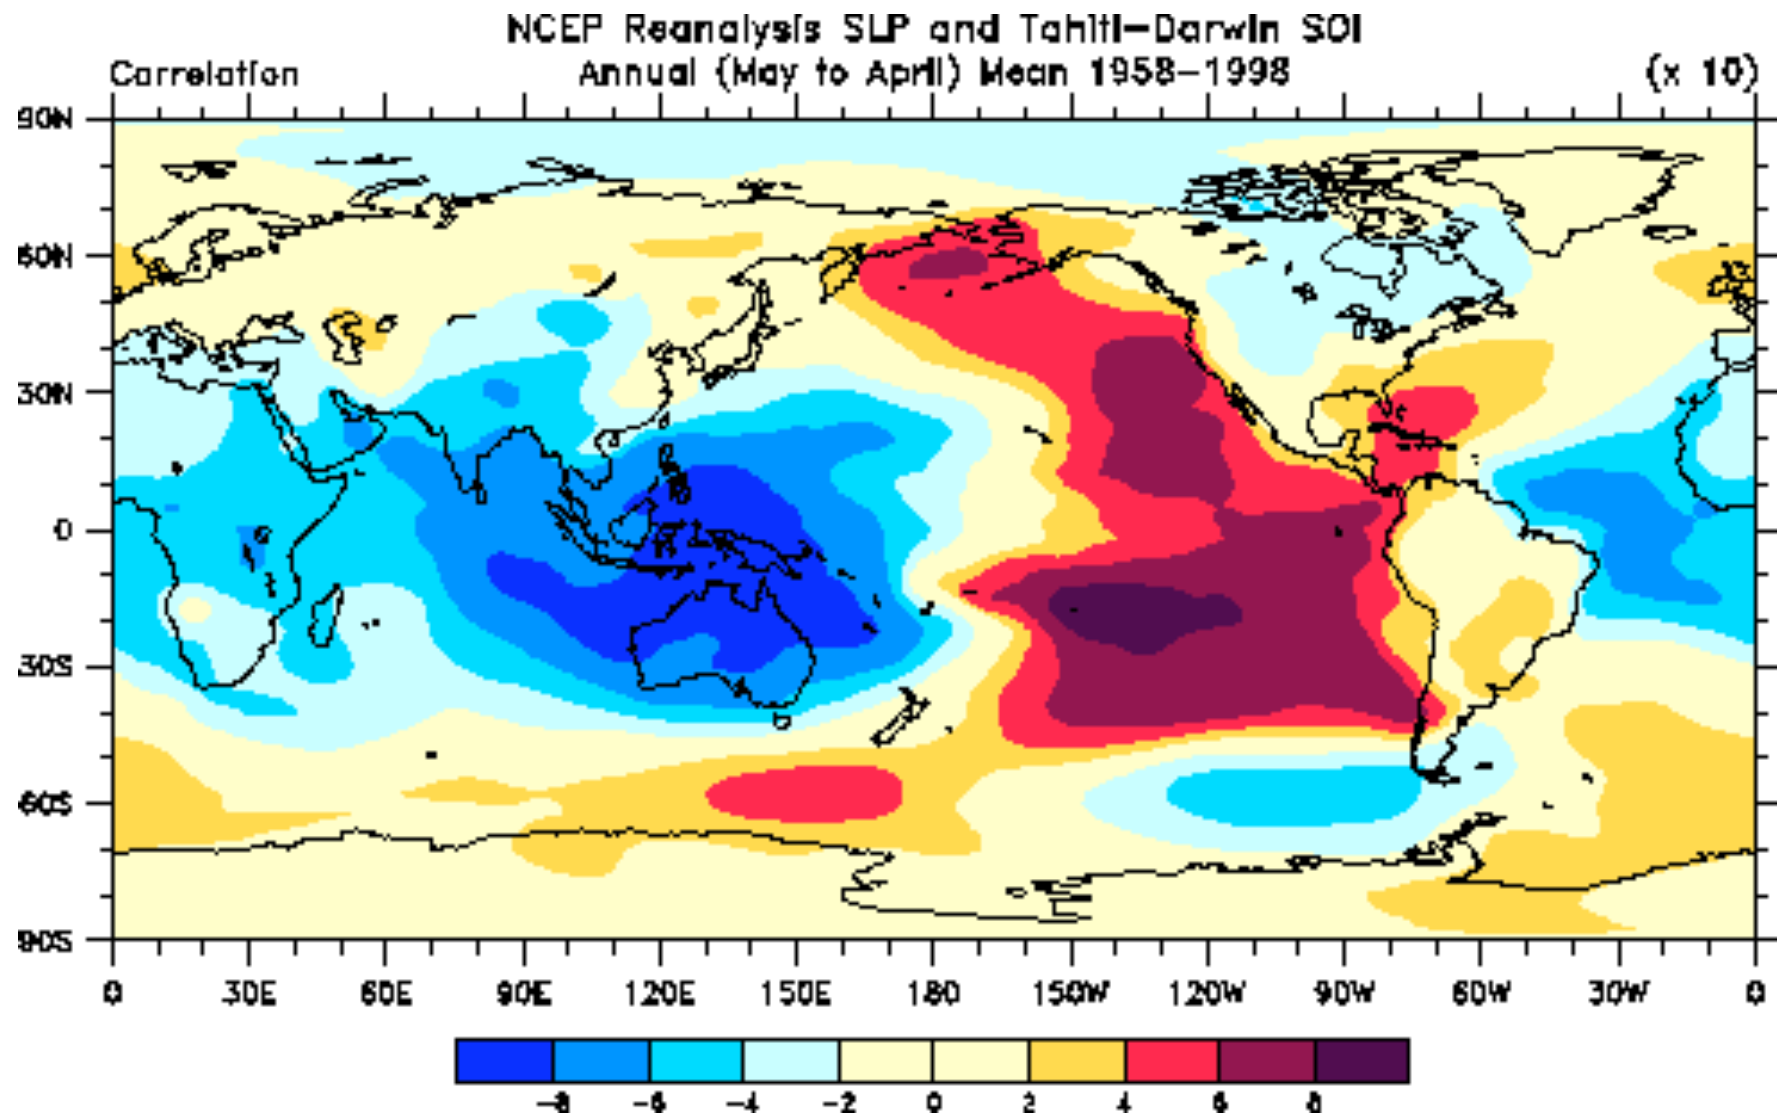 NCEP Reanalysis SLP and Tahiti-Darwin SOI
Correlation Annual (May to April) Mean 1958-1998 (x 10)
90N
60N
30N
0
30S
60S
90S
0 30E 60E 90E 120E 150E 180 150W 120W 90W 60W 30W 0
-8 -6 -4 -2 0 2 4 6 8